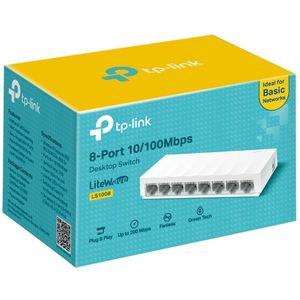 tp-link
tp-link
Ideal for
Basic
Networks
8-Port 10/100Mbps
Desktop Switch
LiteWave
LS1008
Plug & Play
Up to 200 Mbps
Fanless
Green Tech